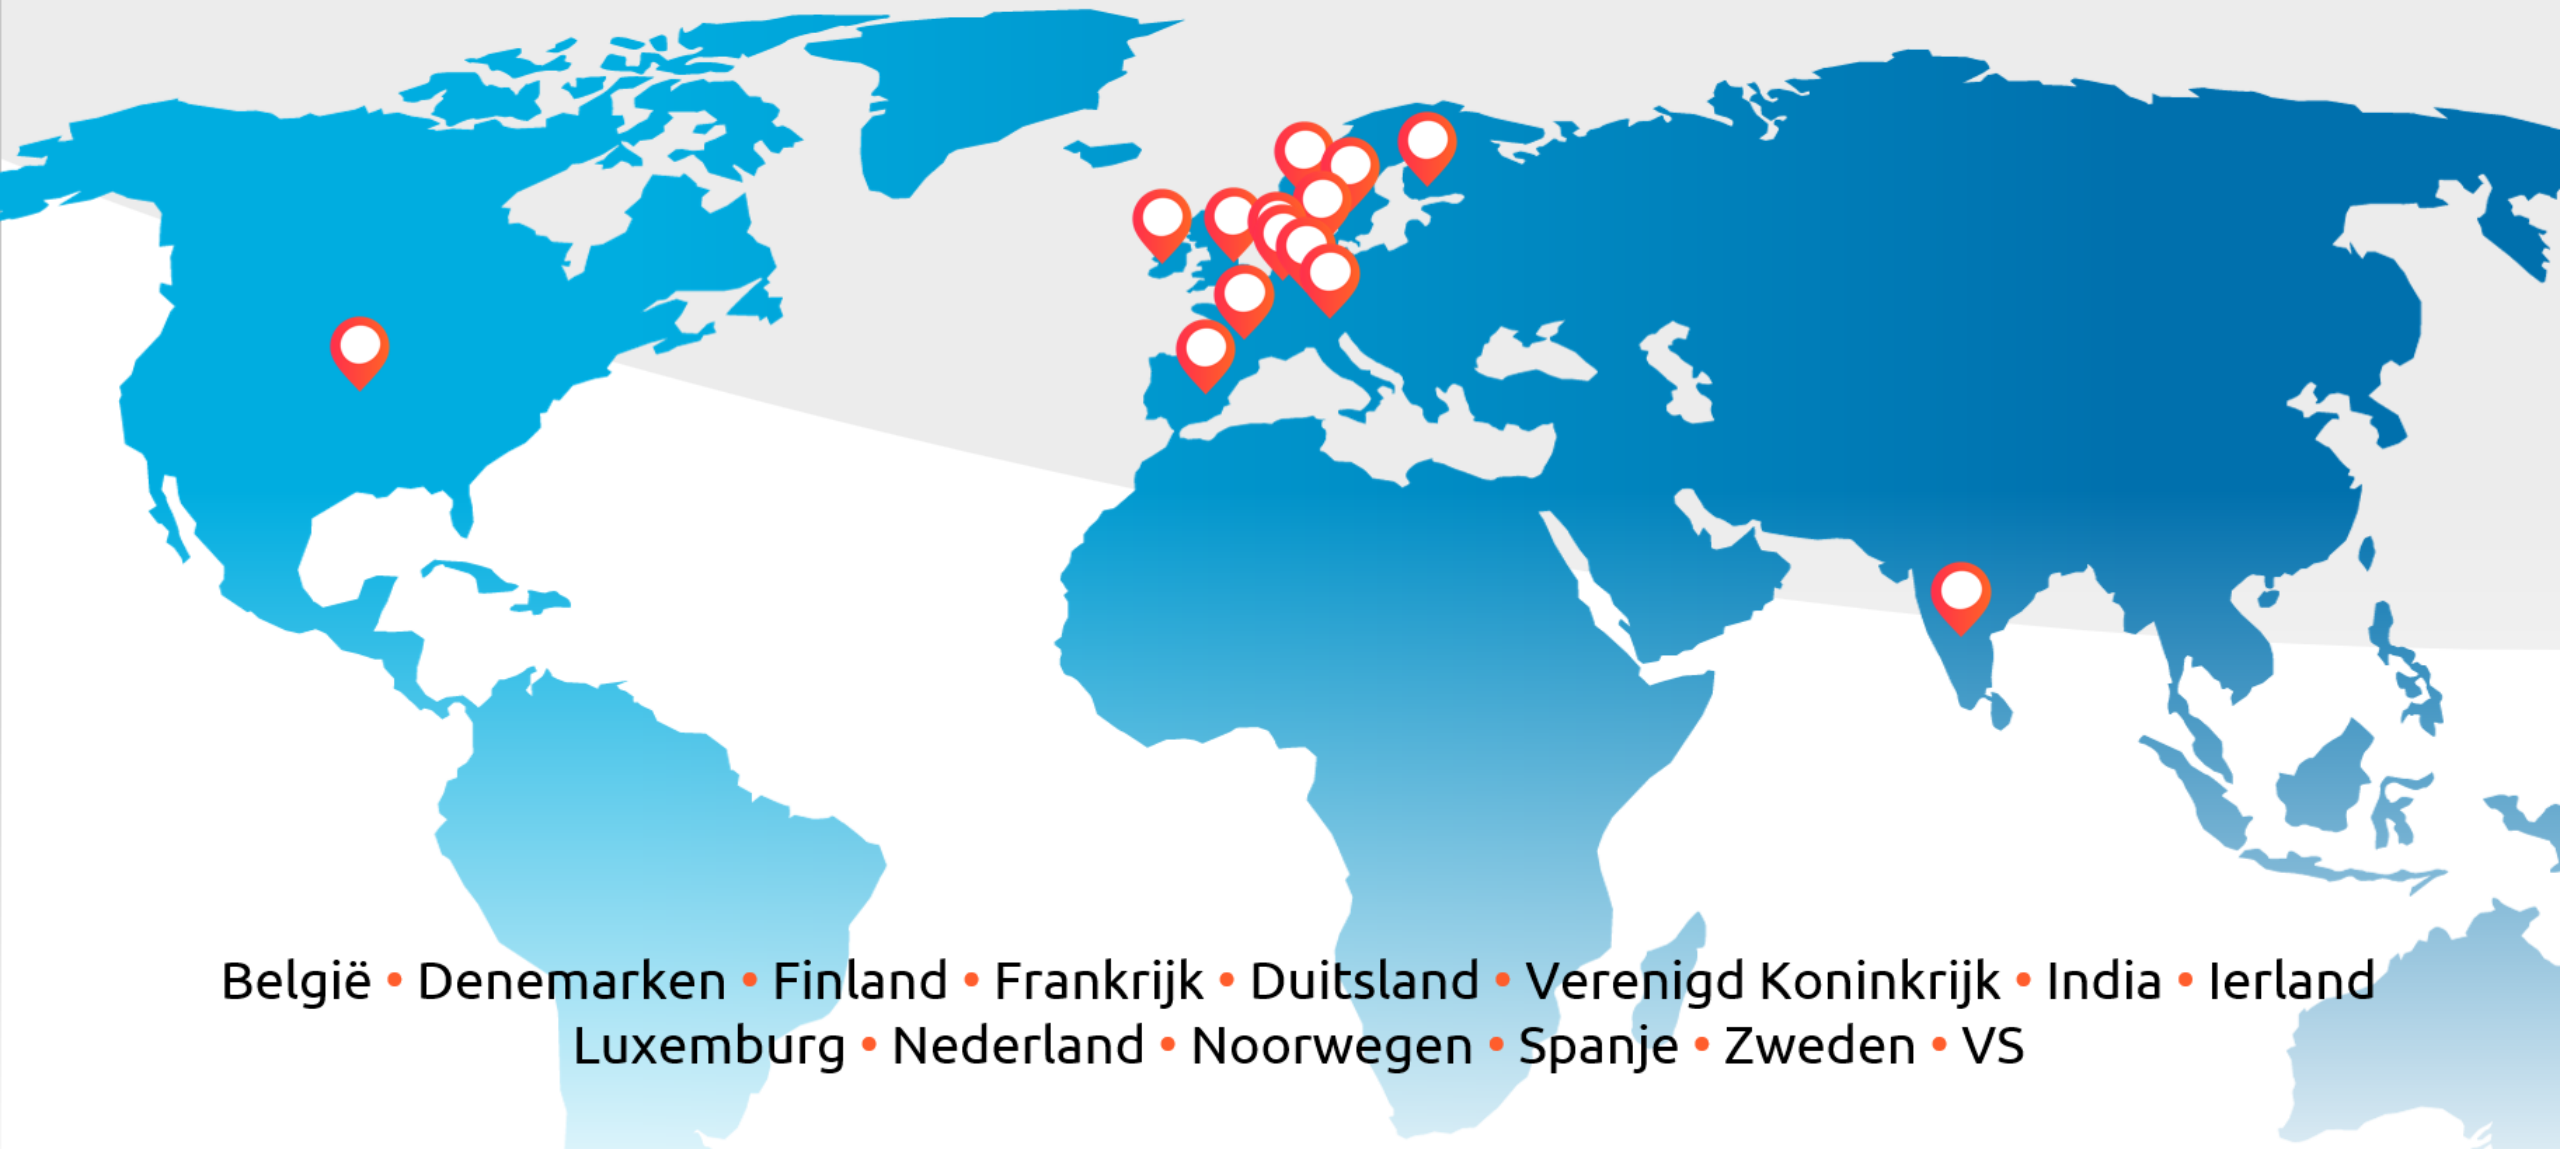 België • Denemarken • Finland • Frankrijk • Duitsland • Verenigd Koninkrijk • India • Ierland
Luxemburg • Nederland • Noorwegen • Spanje • Zweden • VS